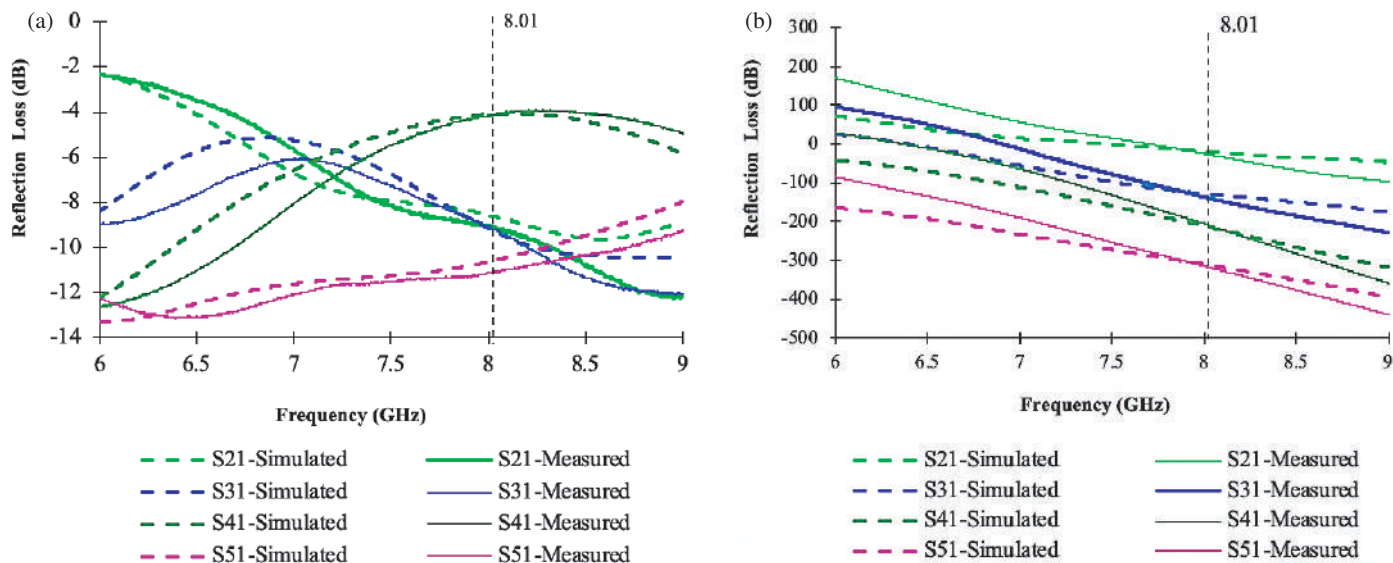 (a)
8.01
0
-2
-4
-6
-8
-10
-12
-14
Reflection Loss (dB)
6 6.5 7 7.5 8 8.5 9
Frequency (GHz)
S21-Simulated S21-Measured
S31-Simulated S31-Measured
S41-Simulated S41-Measured
S51-Simulated S51-Measured
(b)
8.01
300
200
100
0
-100
-200
-300
-400
-500
Reflection Loss (dB)
6 6.5 7 7.5 8 8.5 9
Frequency (GHz)
S21-Simulated S21-Measured
S31-Simulated S31-Measured
S41-Simulated S41-Measured
S51-Simulated S51-Measured